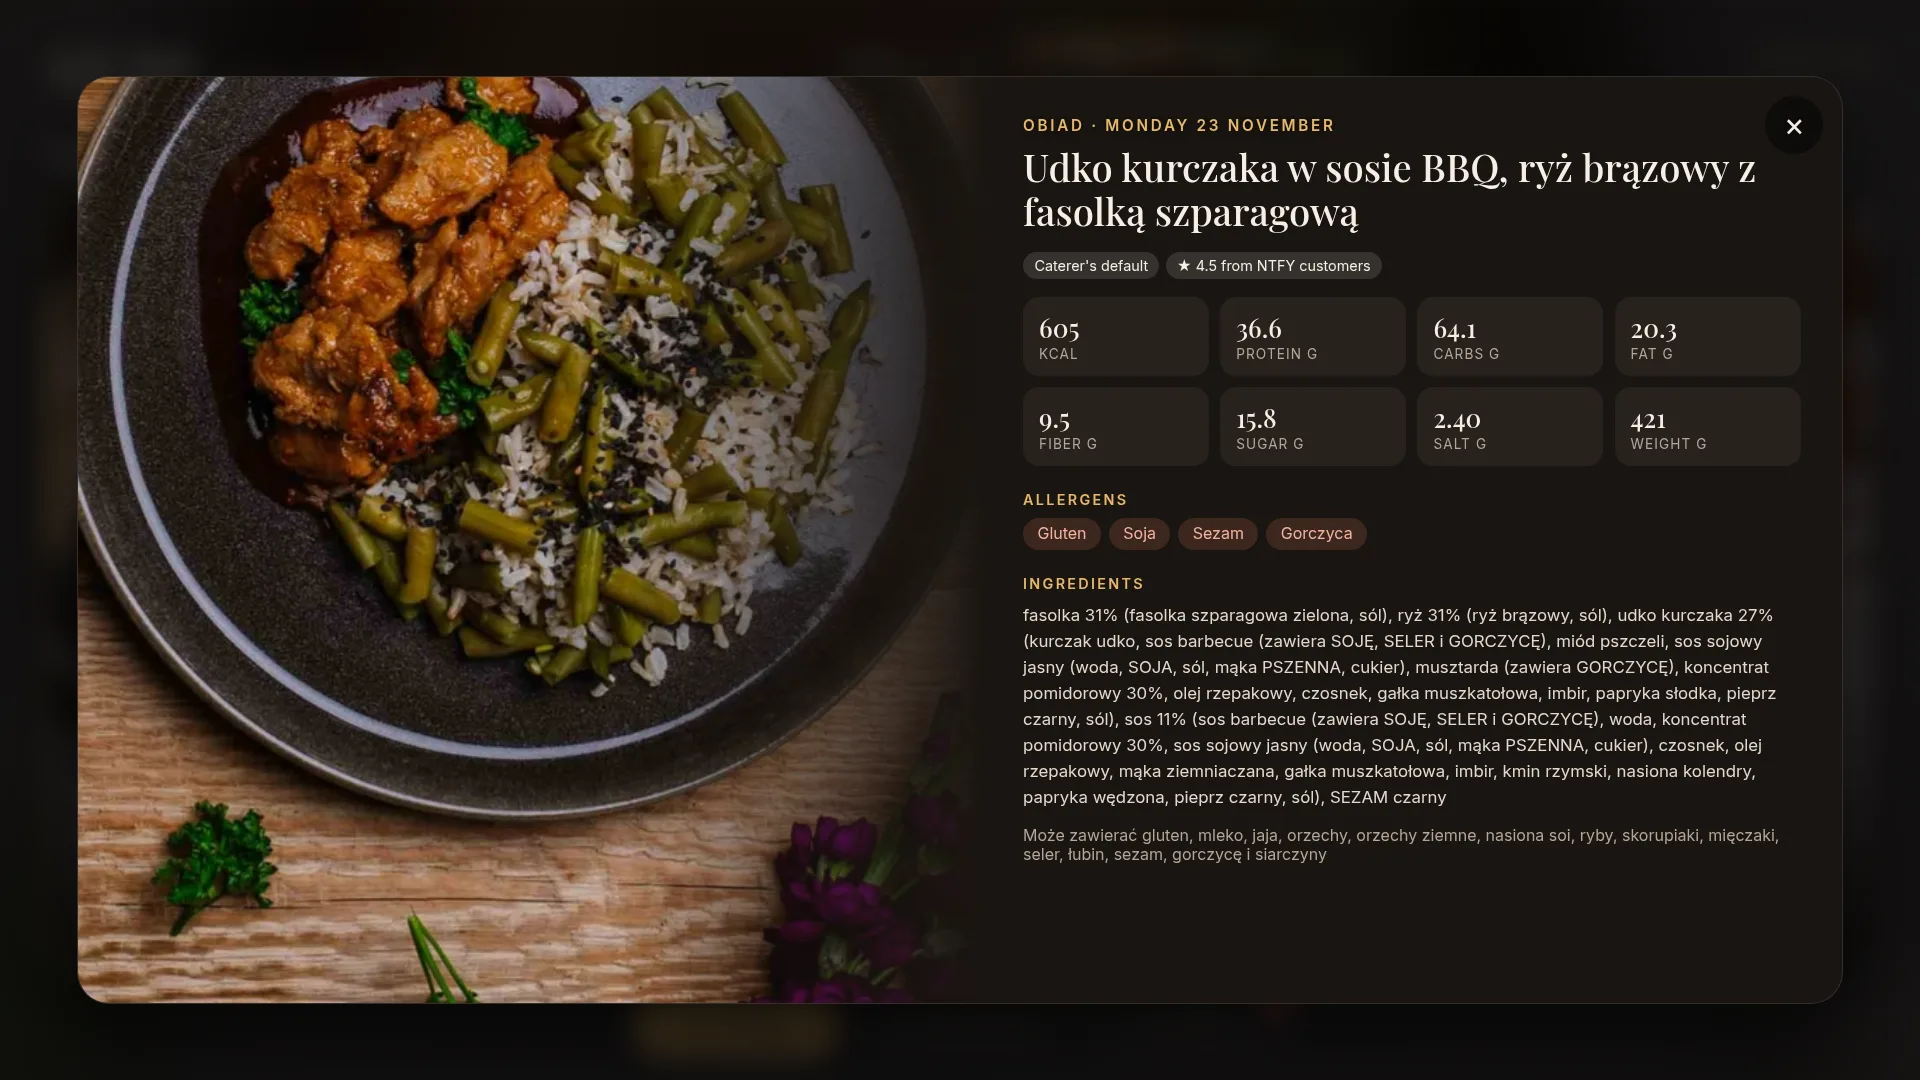 OBIAD · MONDAY 23 NOVEMBER
×
Udko kurczaka w sosie BBQ, ryż brązowy z
fasolką szparagową
Caterer's default
★ 4.5 from NTFY customers
605
KCAL
36.6
PROTEIN G
64.1
CARBS G
20.3
FAT G
9.5
FIBER G
15.8
SUGAR G
2.40
SALT G
421
WEIGHT G
ALLERGENS
Gluten
Soja
Sezam
Gorczyca
INGREDIENTS
fasolka 31% (fasolka szparagowa zielona, sól), ryż 31% (ryż brązowy, sól), udko kurczaka 27%
(kurczak udko, sos barbecue (zawiera SOJĘ, SELER i GORCZYCĘ), miód pszczeli, sos sojowy
jasny (woda, SOJA, sól, mąka PSZENNA, cukier), musztarda (zawiera GORCZYCĘ), koncentrat
pomidorowy 30%, olej rzepakowy, czosnek, gałka muszkatołowa, imbir, papryka słodka, pieprz
czarny, sól), sos 11% (sos barbecue (zawiera SOJĘ, SELER i GORCZYCĘ), woda, koncentrat
pomidorowy 30%, sos sojowy jasny (woda, SOJA, sól, mąka PSZENNA, cukier), czosnek, olej
rzepakowy, mąka ziemniaczana, gałka muszkatołowa, imbir, kmin rzymski, nasiona kolendry,
papryka wędzona, pieprz czarny, sól), SEZAM czarny
Może zawierać gluten, mleko, jaja, orzechy, orzechy ziemne, nasiona soi, ryby, skorupiaki, mięczaki,
seler, łubin, sezam, gorczycę i siarczyny